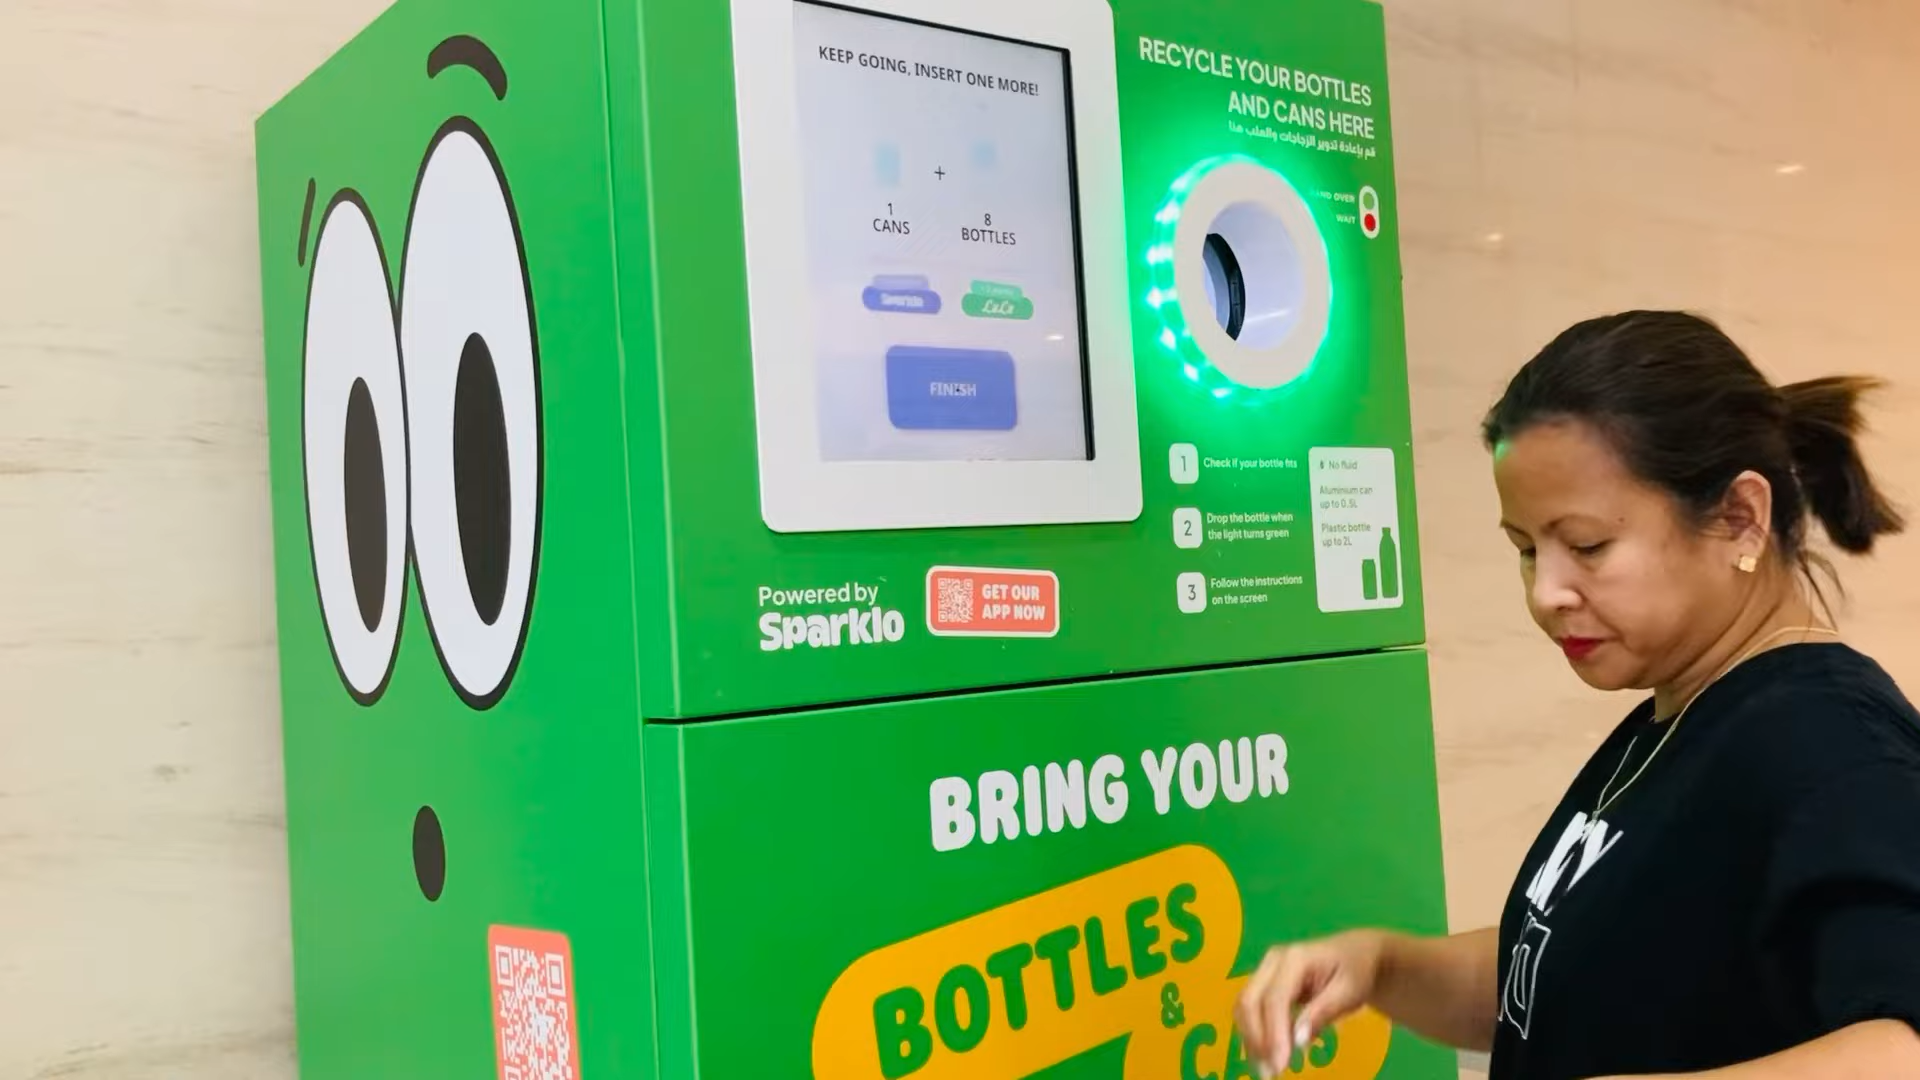 KEEP GOING, INSERT ONE MORE!
+
1
CANS
8
BOTTLES
Sparklo
LuLu
FINISH
RECYCLE YOUR BOTTLES
AND CANS HERE
قم بإعادة تدوير الزجاجات والعلب هنا
OVER
WAIT
1
Check if your bottle fits
2
Drop the bottle when
the light turns green
3
Follow the instructions
on the screen
No fluid
Aluminium can
up to 0.5L
Plastic bottle
up to 2L
Powered by
Sparklo
GET OUR
APP NOW
BRING YOUR
BOTTLES
&